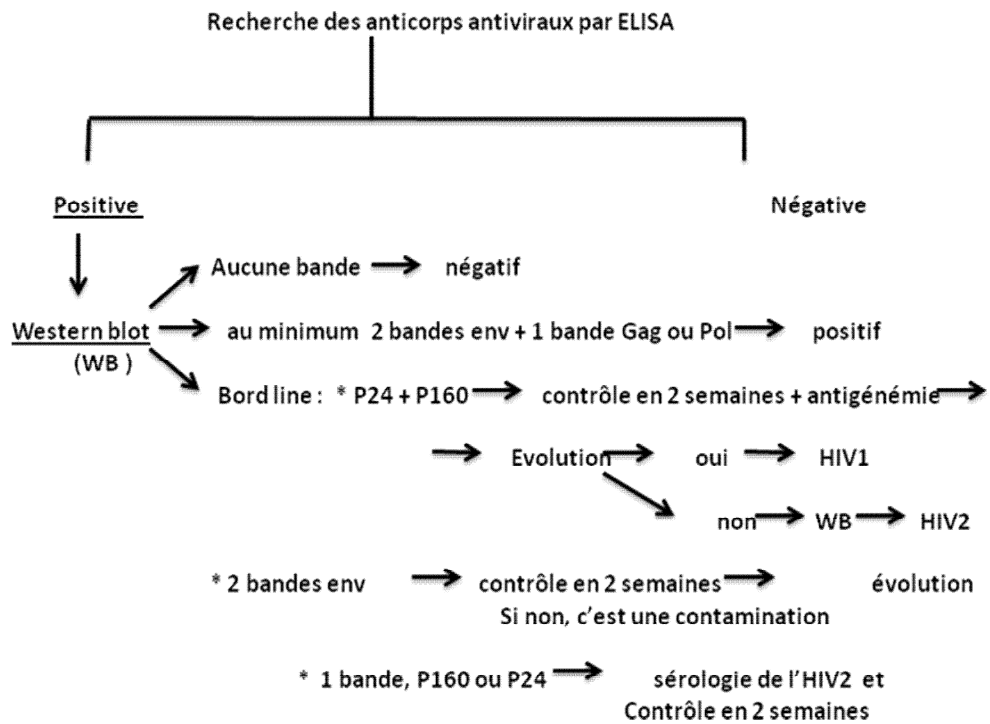 Recherche des anticorps antiviraux par ELISA
Positive
Négative
Aucune bande négatif
Western blot au minimum 2 bandes env + 1 bande Gag ou Pol positif
(WB )
Bord line : * P24 + P160 contrôle en 2 semaines + antigénémie
Evolution oui HIV1
non WB HIV2
* 2 bandes env contrôle en 2 semaines évolution
Si non, c'est une contamination
* 1 bande, P160 ou P24 sérologie de l'HIV2 et
Contrôle en 2 semaines